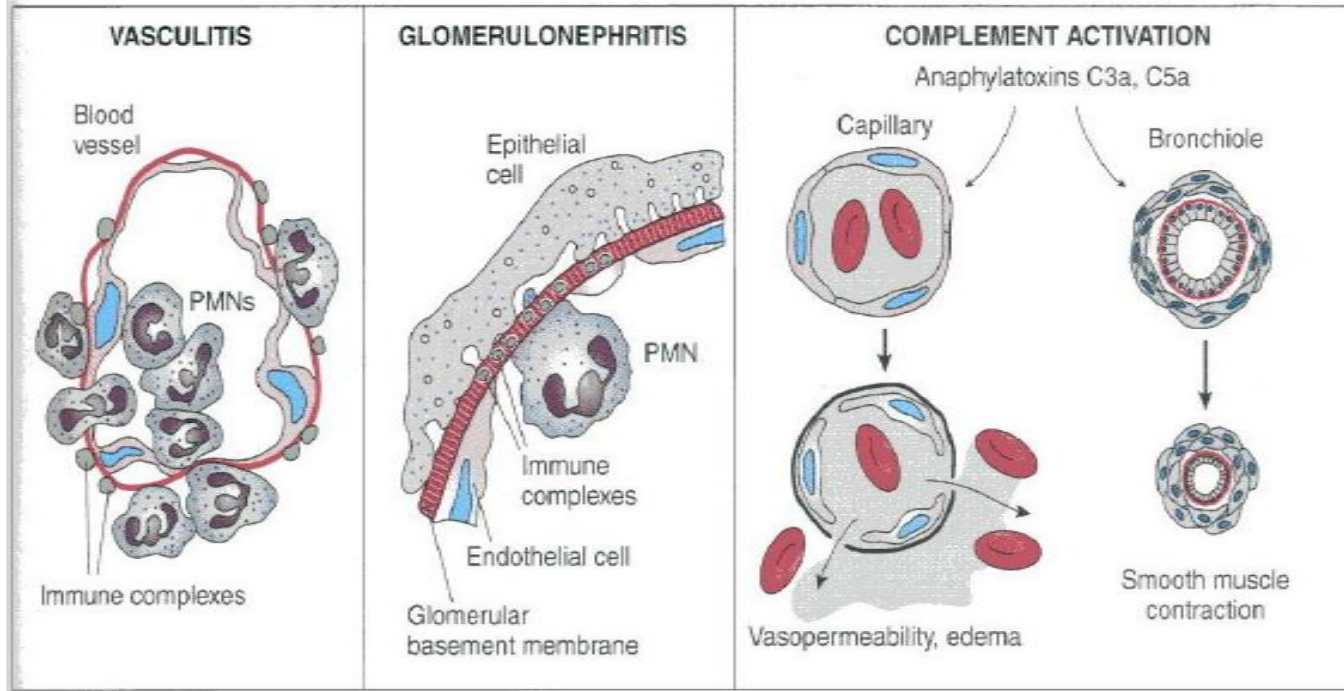 VASCULITIS
Blood
vessel
PMNs
Immune complexes
GLOMERULONEPHRITIS
Epithelial
cell
PMN
Immune
complexes
Endothelial cell
Glomerular
basement membrane
COMPLEMENT ACTIVATION
Anaphylatoxins C3a, C5a
Capillary
Bronchiole
Vasopermeability, edema
Smooth muscle
contraction